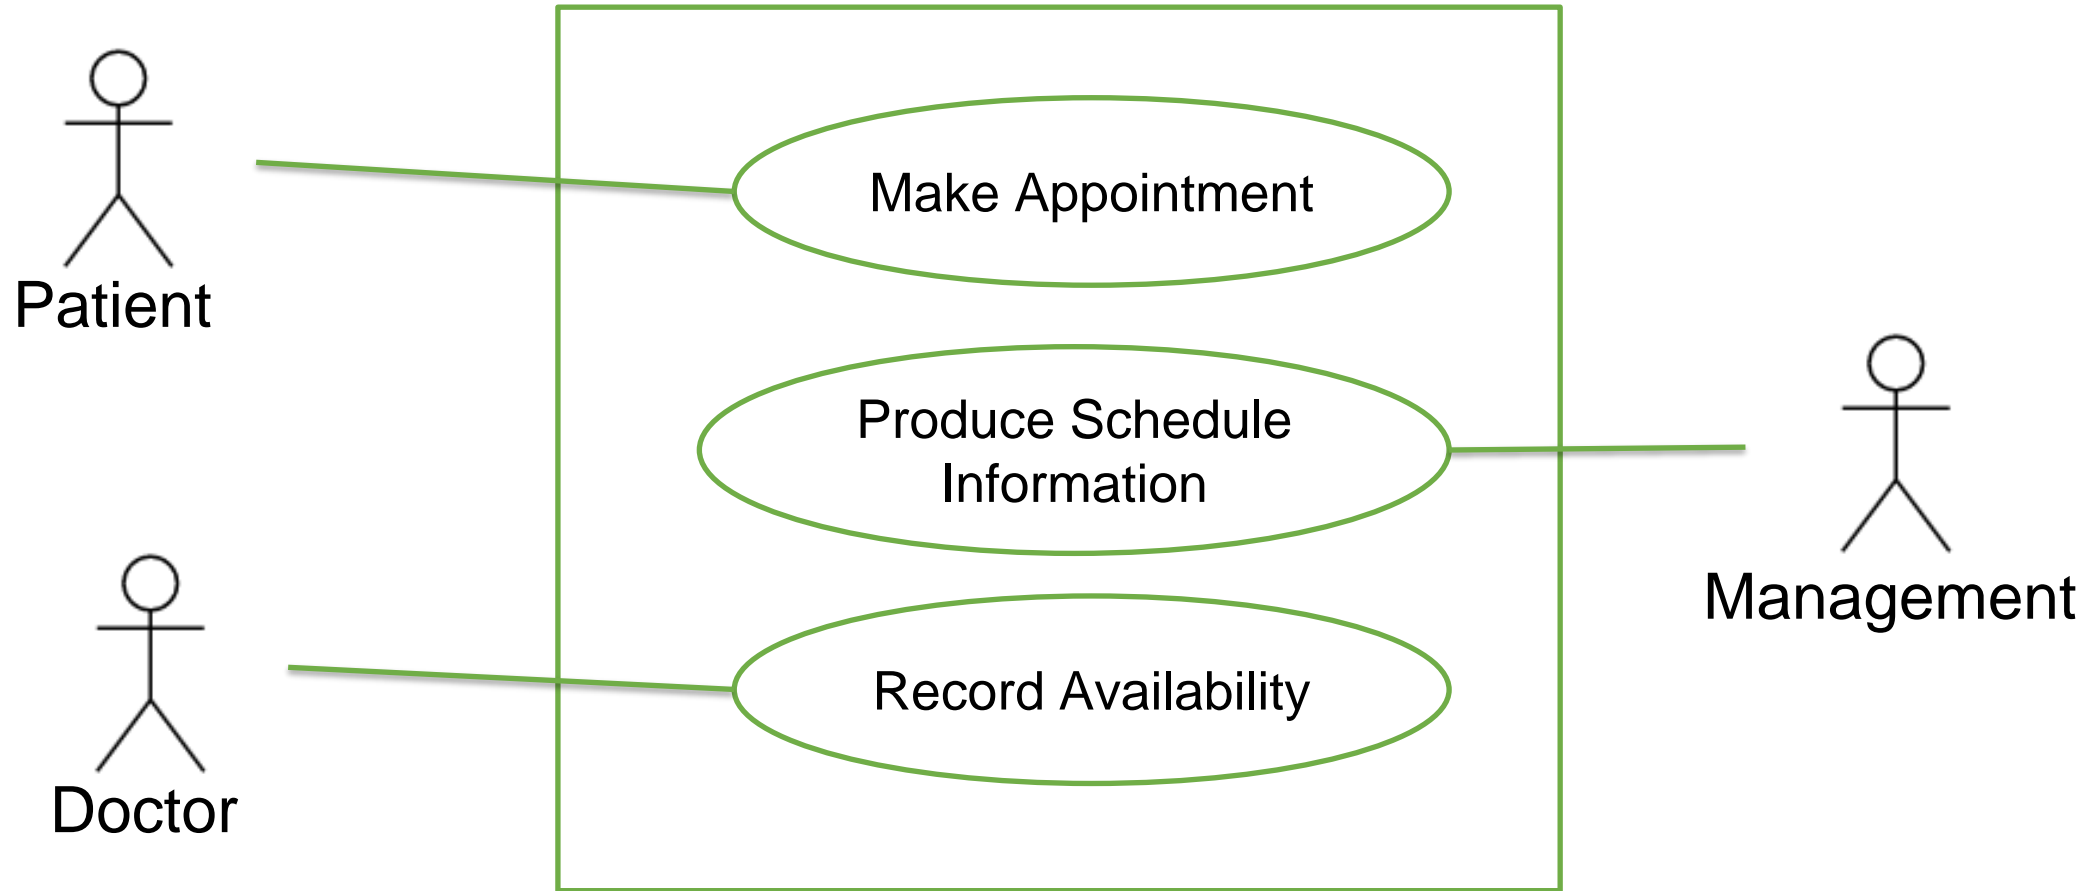 Make Appointment
Patient
Produce Schedule
Information
Management
Record Availability
Doctor